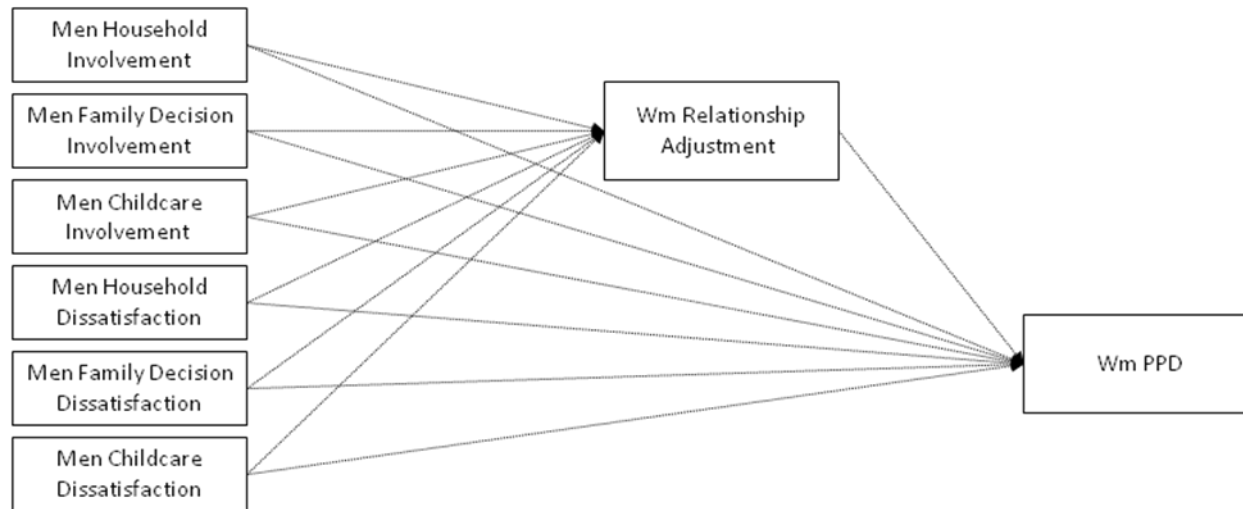 Men Household
Involvement
Men Family Decision
Involvement
Men Childcare
Involvement
Men Household
Dissatisfaction
Men Family Decision
Dissatisfaction
Men Childcare
Dissatisfaction
Wm Relationship
Adjustment
Wm PPD